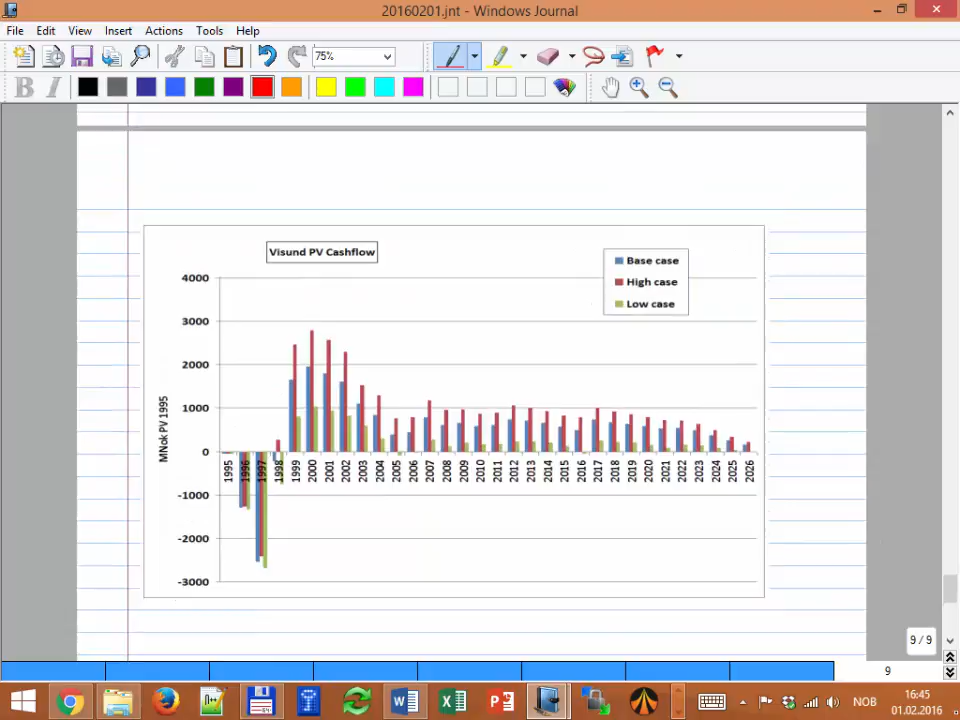 20160201.jnt - Windows Journal
File Edit View Insert Actions Tools Help
75%
B I
Visund PV Cashflow
Base case
High case
Low case
4000
3000
2000
1000
0
-1000
-2000
-3000
MNok PV 1995
1995 1996 1997 1998 1999 2000 2001 2002 2003 2004 2005 2006 2007 2008 2009 2010 2011 2012 2013 2014 2015 2016 2017 2018 2019 2020 2021 2022 2023 2024 2025 2026
9 / 9
9
NOB
16:45
01.02.2016